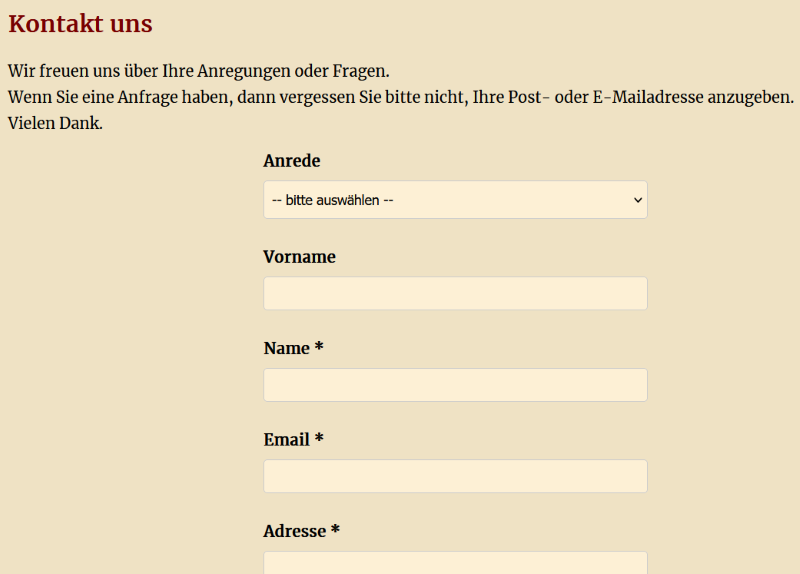 Kontakt uns
Wir freuen uns über Ihre Anregungen oder Fragen.
Wenn Sie eine Anfrage haben, dann vergessen Sie bitte nicht, Ihre Post- oder E-Mailadresse anzugeben.
Vielen Dank.
Anrede
-- bitte auswählen --
Vorname
Name *
Email *
Adresse *